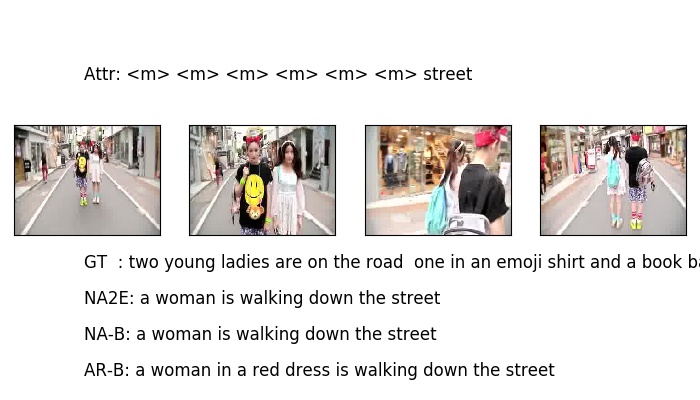 Attr: <m> <m> <m> <m> <m> <m> street
GT : two young ladies are on the road one in an emoji shirt and a book
NA2E: a woman is walking down the street
NA-B: a woman is walking down the street
AR-B: a woman in a red dress is walking down the street